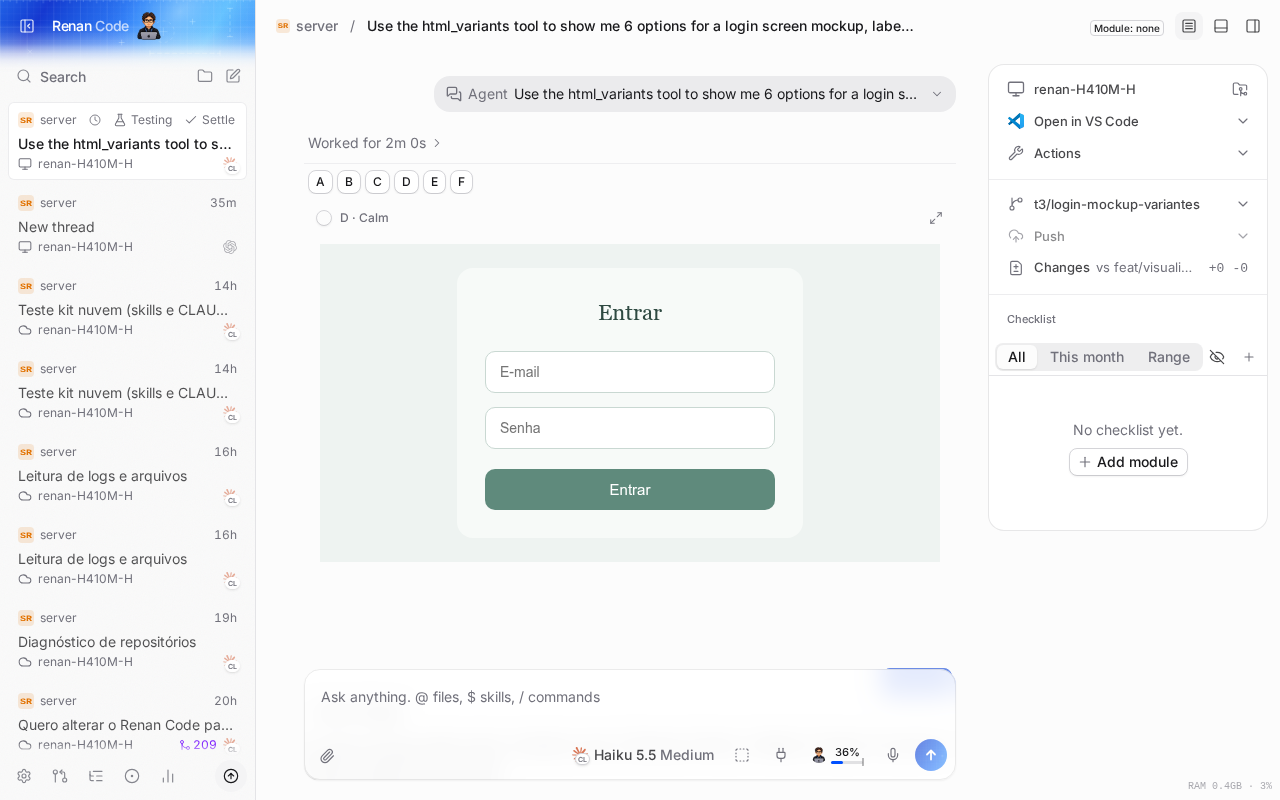 Renan Code
Search
SR server Testing Settle
Use the html_variants tool to s...
renan-H410M-H CL
SR server 35m
New thread
renan-H410M-H
SR server 14h
Teste kit nuvem (skills e CLAU...
renan-H410M-H CL
SR server 14h
Teste kit nuvem (skills e CLAU...
renan-H410M-H CL
SR server 16h
Leitura de logs e arquivos
renan-H410M-H CL
SR server 16h
Leitura de logs e arquivos
renan-H410M-H CL
SR server 19h
Diagnóstico de repositórios
renan-H410M-H CL
SR server 20h
Quero alterar o Renan Code pa...
renan-H410M-H 209 CL
SR server / Use the html_variants tool to show me 6 options for a login screen mockup, labe...
Module: none
Agent Use the html_variants tool to show me 6 options for a login s...
Worked for 2m 0s
A B C D E F
D · Calm
Entrar
E-mail
Senha
Entrar
Ask anything. @ files, $ skills, / commands
CL Haiku 5.5 Medium 36%
renan-H410M-H
Open in VS Code
Actions
t3/login-mockup-variantes
Push
Changes vs feat/visuali... +0 -0
Checklist
All This month Range
No checklist yet.
Add module
RAM 0.4GB · 3%